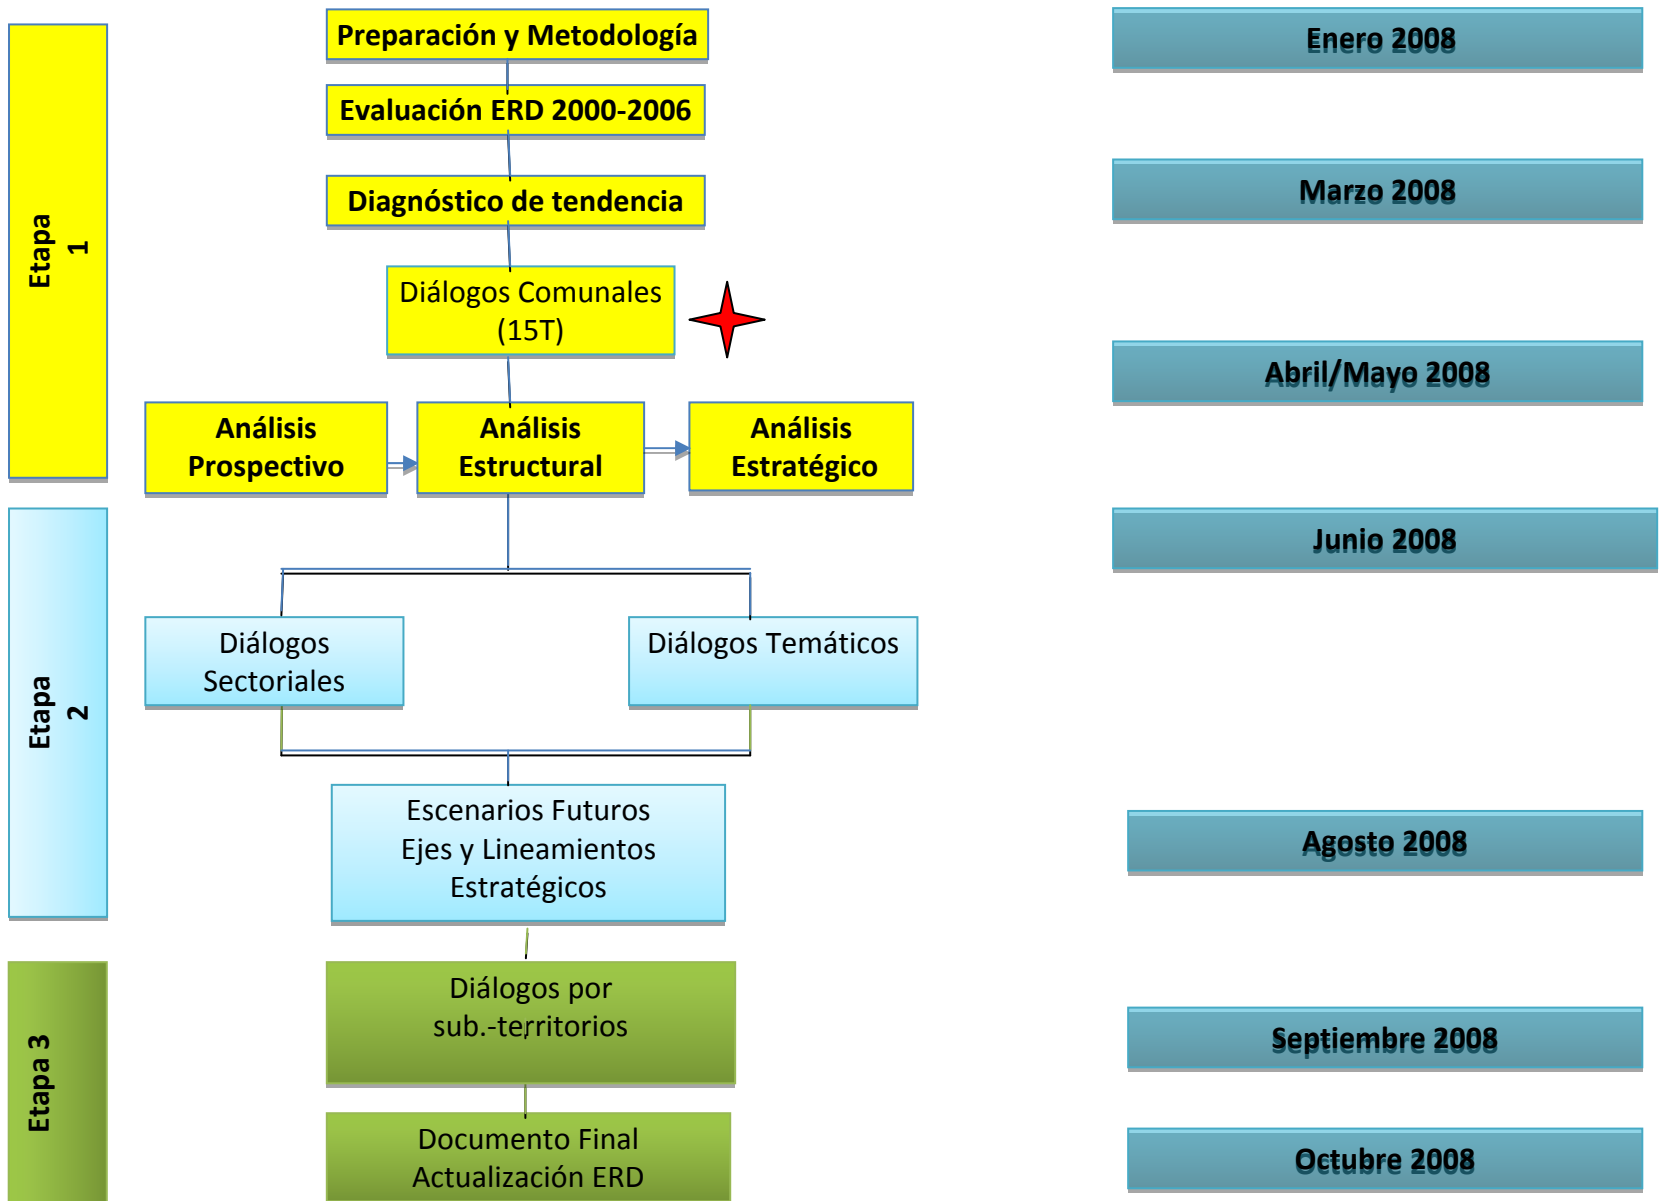 Preparación y Metodología
Enero 2008
Evaluación ERD 2000-2006
Diagnóstico de tendencia
Marzo 2008
Etapa
1
Diálogos Comunales
(15T)
Abril/Mayo 2008
Análisis
Prospectivo
Análisis
Estructural
Análisis
Estratégico
Junio 2008
Etapa
2
Diálogos
Sectoriales
Diálogos Temáticos
Escenarios Futuros
Ejes y Lineamientos
Estratégicos
Agosto 2008
Etapa 3
Diálogos por
sub.-territorios
Septiembre 2008
Documento Final
Actualización ERD
Octubre 2008